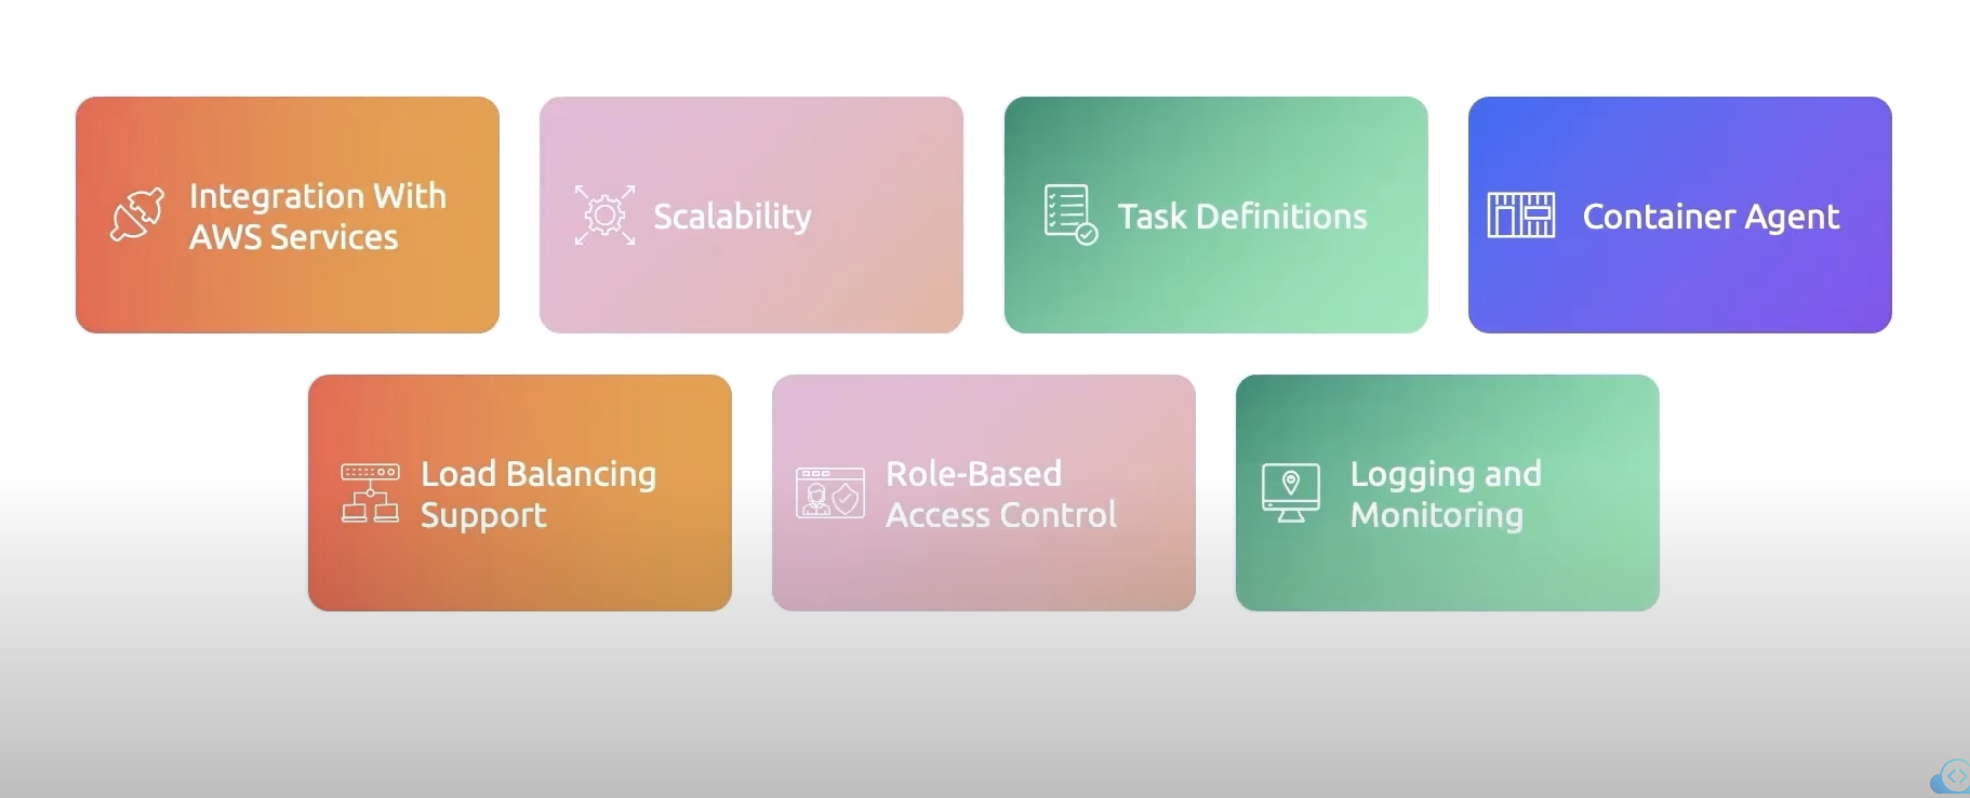 Integration With
AWS Services
Scalability
Task Definitions
Container Agent
Load Balancing
Support
Role-Based
Access Control
Logging and
Monitoring